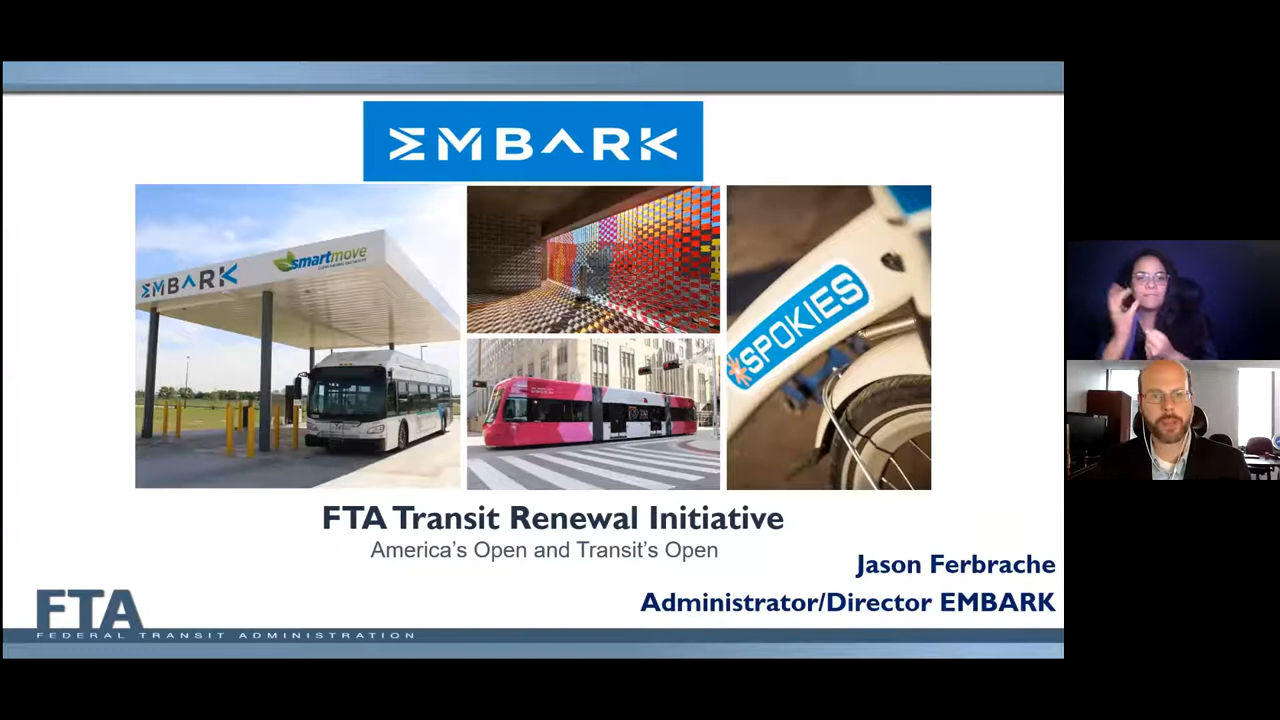 EMBARK
EMBARK
smartmove
SPOKIES
FTA Transit Renewal Initiative
America's Open and Transit's Open
Jason Ferbrache
Administrator/Director EMBARK
FTA
FEDERAL TRANSIT ADMINISTRATION